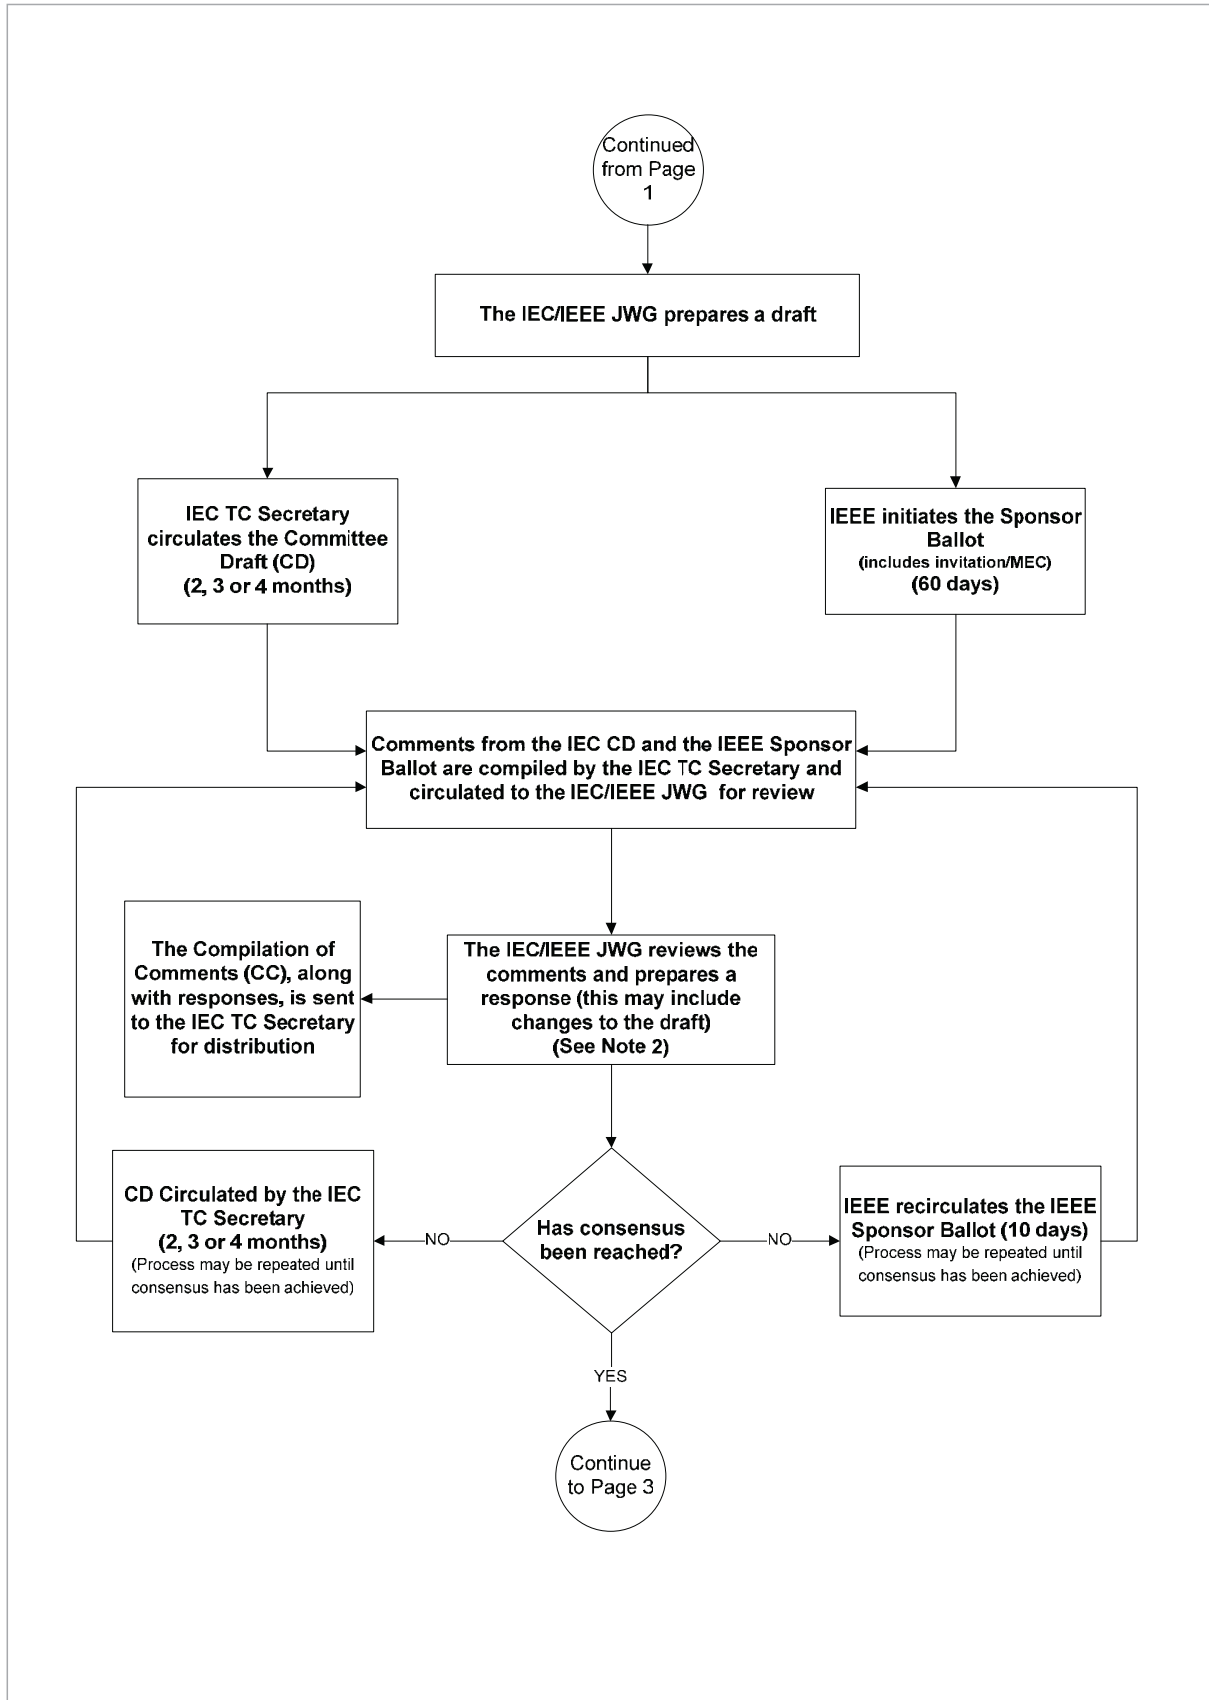 Continued
from Page
1
The IEC/IEEE JWG prepares a draft
IEC TC Secretary
circulates the Committee
Draft (CD)
(2, 3 or 4 months)
IEEE initiates the Sponsor
Ballot
(includes invitation/MEC)
(60 days)
Comments from the IEC CD and the IEEE Sponsor
Ballot are compiled by the IEC TC Secretary and
circulated to the IEC/IEEE JWG for review
The Compilation of
Comments (CC), along
with responses, is sent
to the IEC TC Secretary
for distribution
The IEC/IEEE JWG reviews the
comments and prepares a
response (this may include
changes to the draft)
(See Note 2)
CD Circulated by the IEC
TC Secretary
(2, 3 or 4 months)
(Process may be repeated until
consensus has been achieved)
NO
Has consensus
been reached?
NO
IEEE recirculates the IEEE
Sponsor Ballot (10 days)
(Process may be repeated until
consensus has been achieved)
YES
Continue
to Page 3